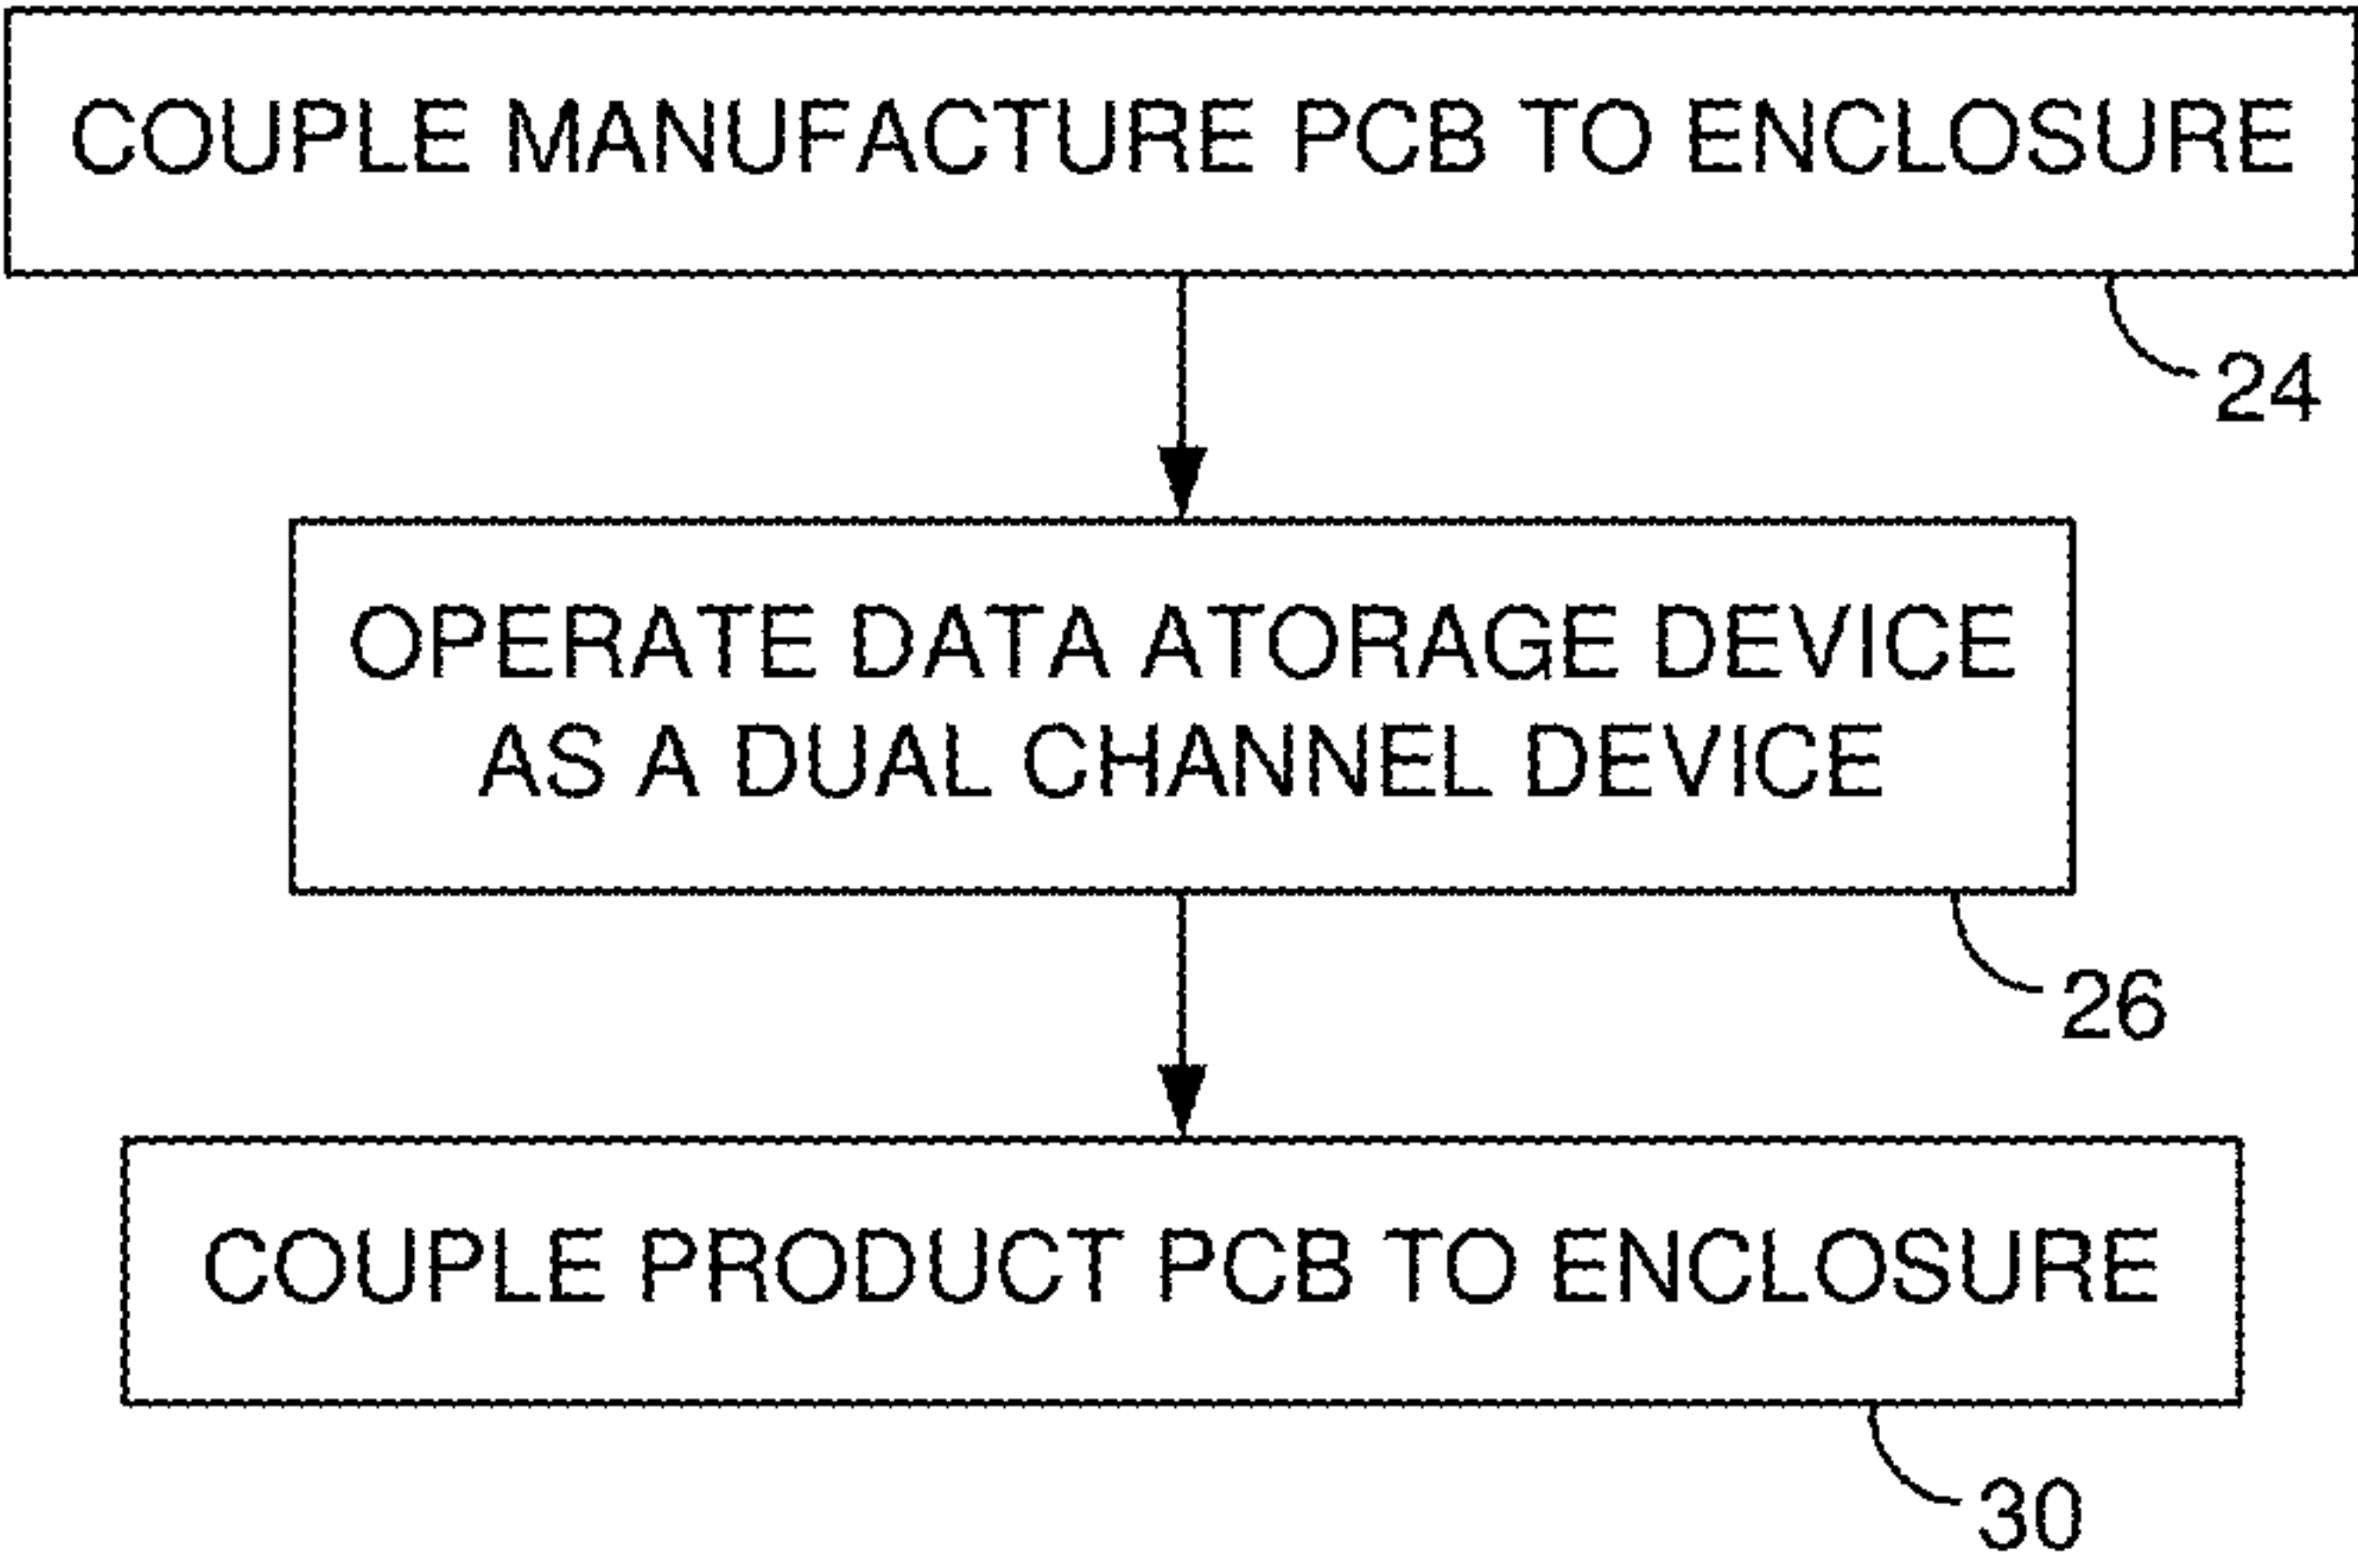 COUPLE MANUFACTURE PCB TO ENCLOSURE
24
OPERATE DATA ATORAGE DEVICE
AS A DUAL CHANNEL DEVICE
26
COUPLE PRODUCT PCB TO ENCLOSURE
30